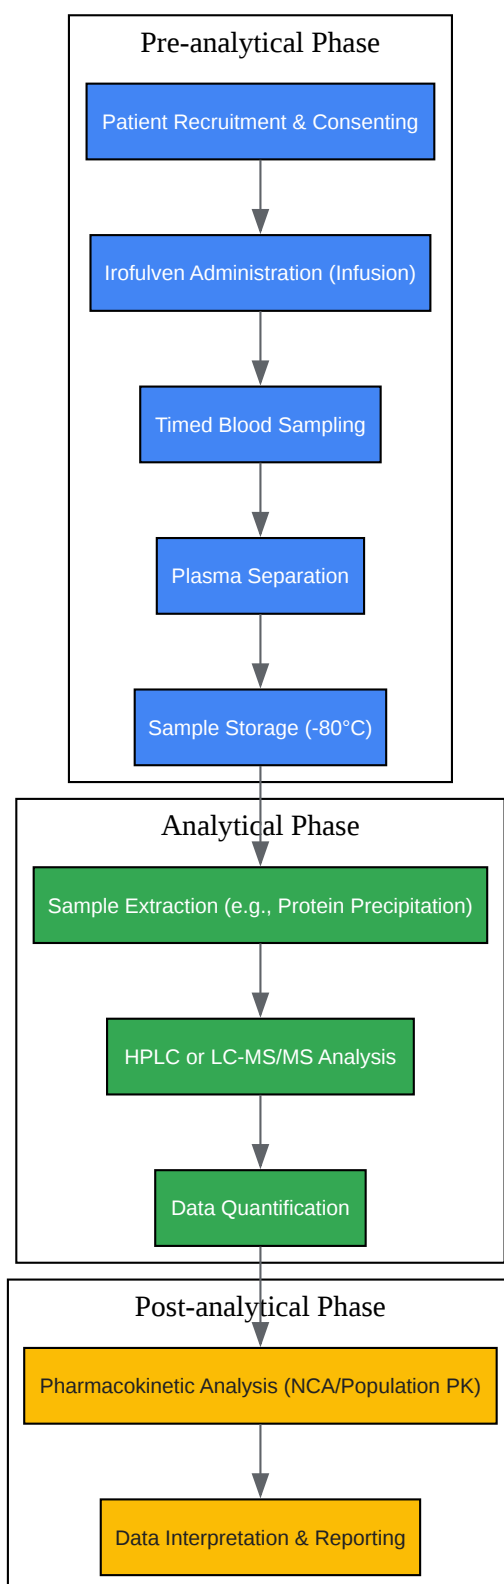 Pre-analytical Phase
Patient Recruitment & Consenting
Irofulven Administration (Infusion)
Timed Blood Sampling
Plasma Separation
Sample Storage (-80°C)
Analytical Phase
Sample Extraction (e.g., Protein Precipitation)
HPLC or LC-MS/MS Analysis
Data Quantification
Post-analytical Phase
Pharmacokinetic Analysis (NCA/Population PK)
Data Interpretation & Reporting